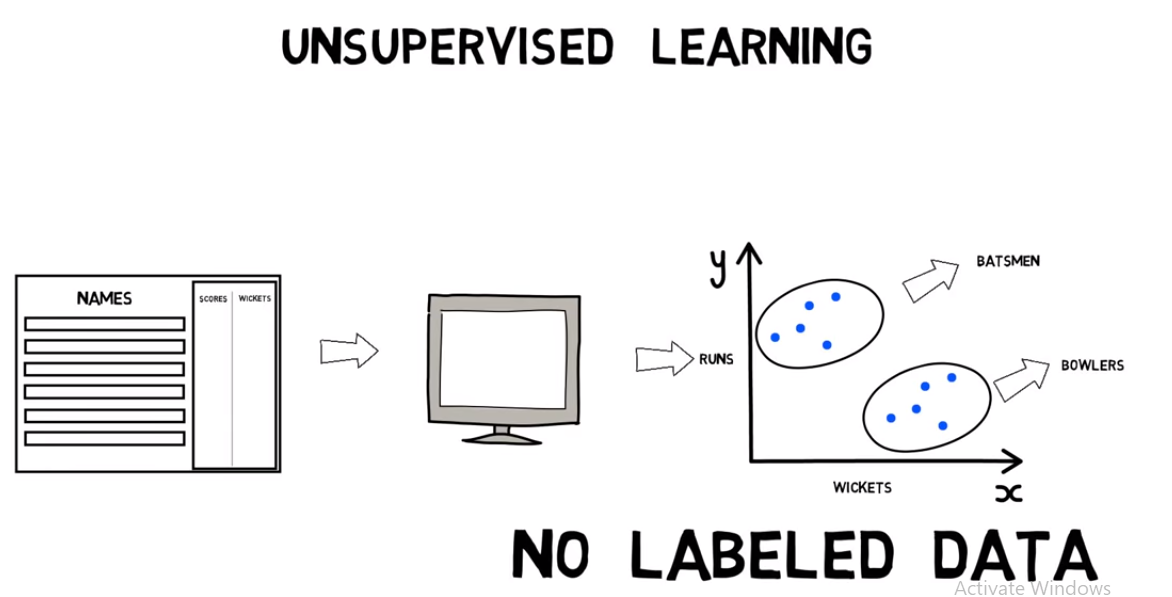 UNSUPERVISED LEARNING
NAMES
SCORES WICKETS
y
BATSMEN
RUNS
BOWLERS
WICKETS
x
NO LABELED DATA
Activate Windows